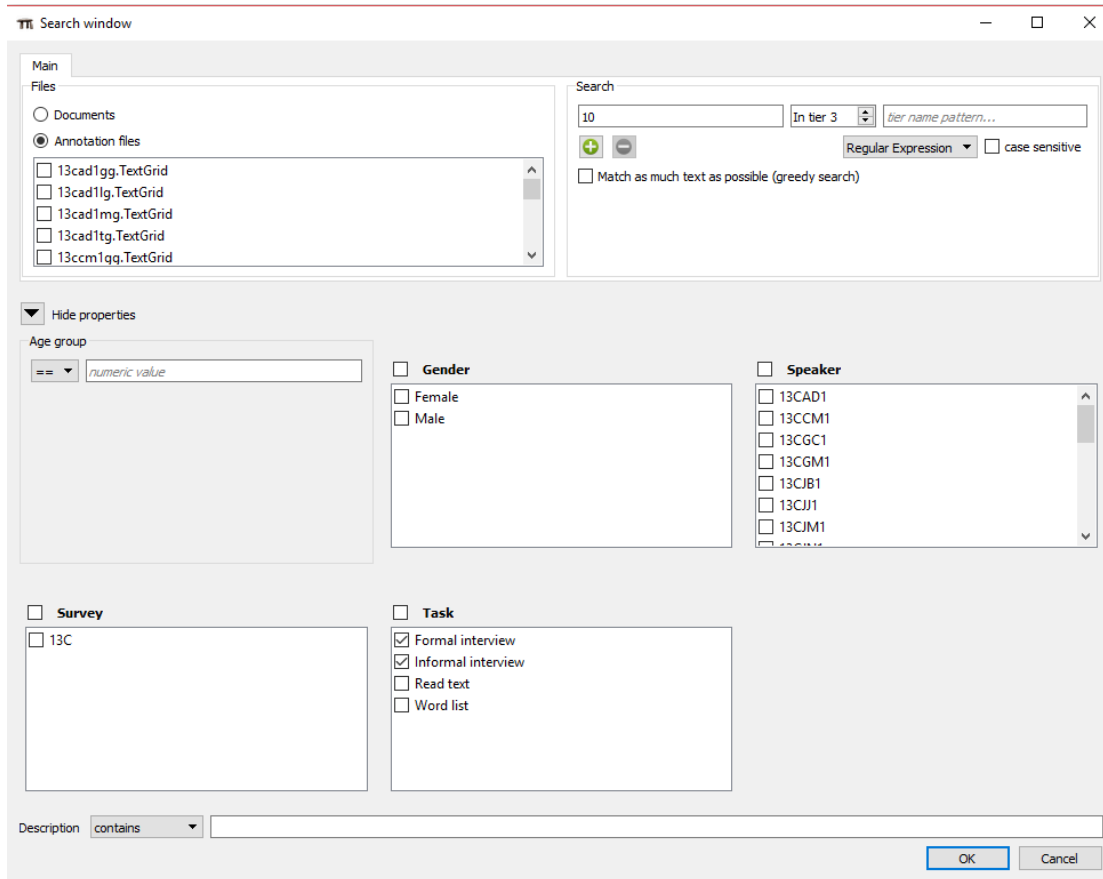 Search window
Main
Files
Documents
Annotation files
13cad1gg.TextGrid
13cad1lg.TextGrid
13cad1mg.TextGrid
13cad1tg.TextGrid
13ccm1gg.TextGrid
Search
10
In tier 3
tier name pattern...
Regular Expression
case sensitive
Match as much text as possible (greedy search)
Hide properties
Age group
==
numeric value
Gender
Female
Male
Speaker
13CAD1
13CCM1
13CGC1
13CGM1
13CJB1
13CJJ1
13CJM1
Survey
13C
Task
Formal interview
Informal interview
Read text
Word list
Description
contains
OK
Cancel